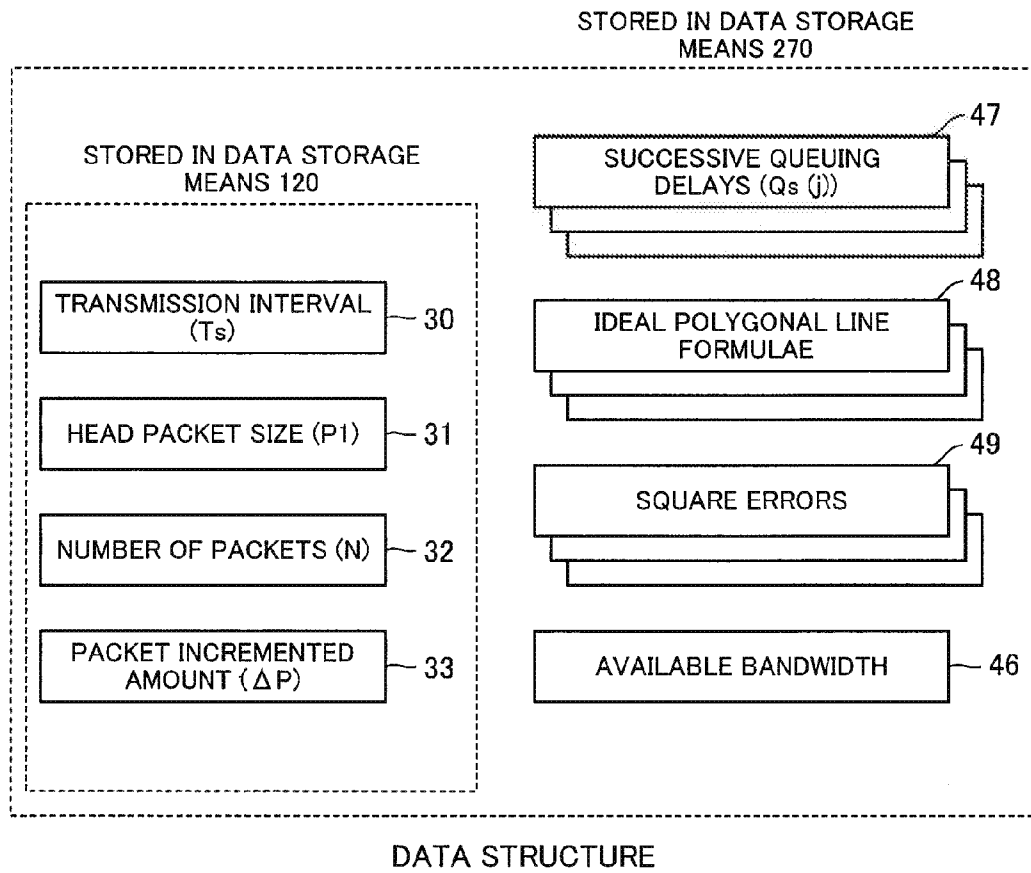 STORED IN DATA STORAGE
MEANS 270
STORED IN DATA STORAGE
MEANS 120
TRANSMISSION INTERVAL
(Ts)
30
HEAD PACKET SIZE (P1)
31
NUMBER OF PACKETS (N)
32
PACKET INCREMENTED
AMOUNT (ΔP)
33
47
SUCCESSIVE QUEUING
DELAYS (Qs (j))
48
IDEAL POLYGONAL LINE
FORMULAE
49
SQUARE ERRORS
AVAILABLE BANDWIDTH
46
DATA STRUCTURE